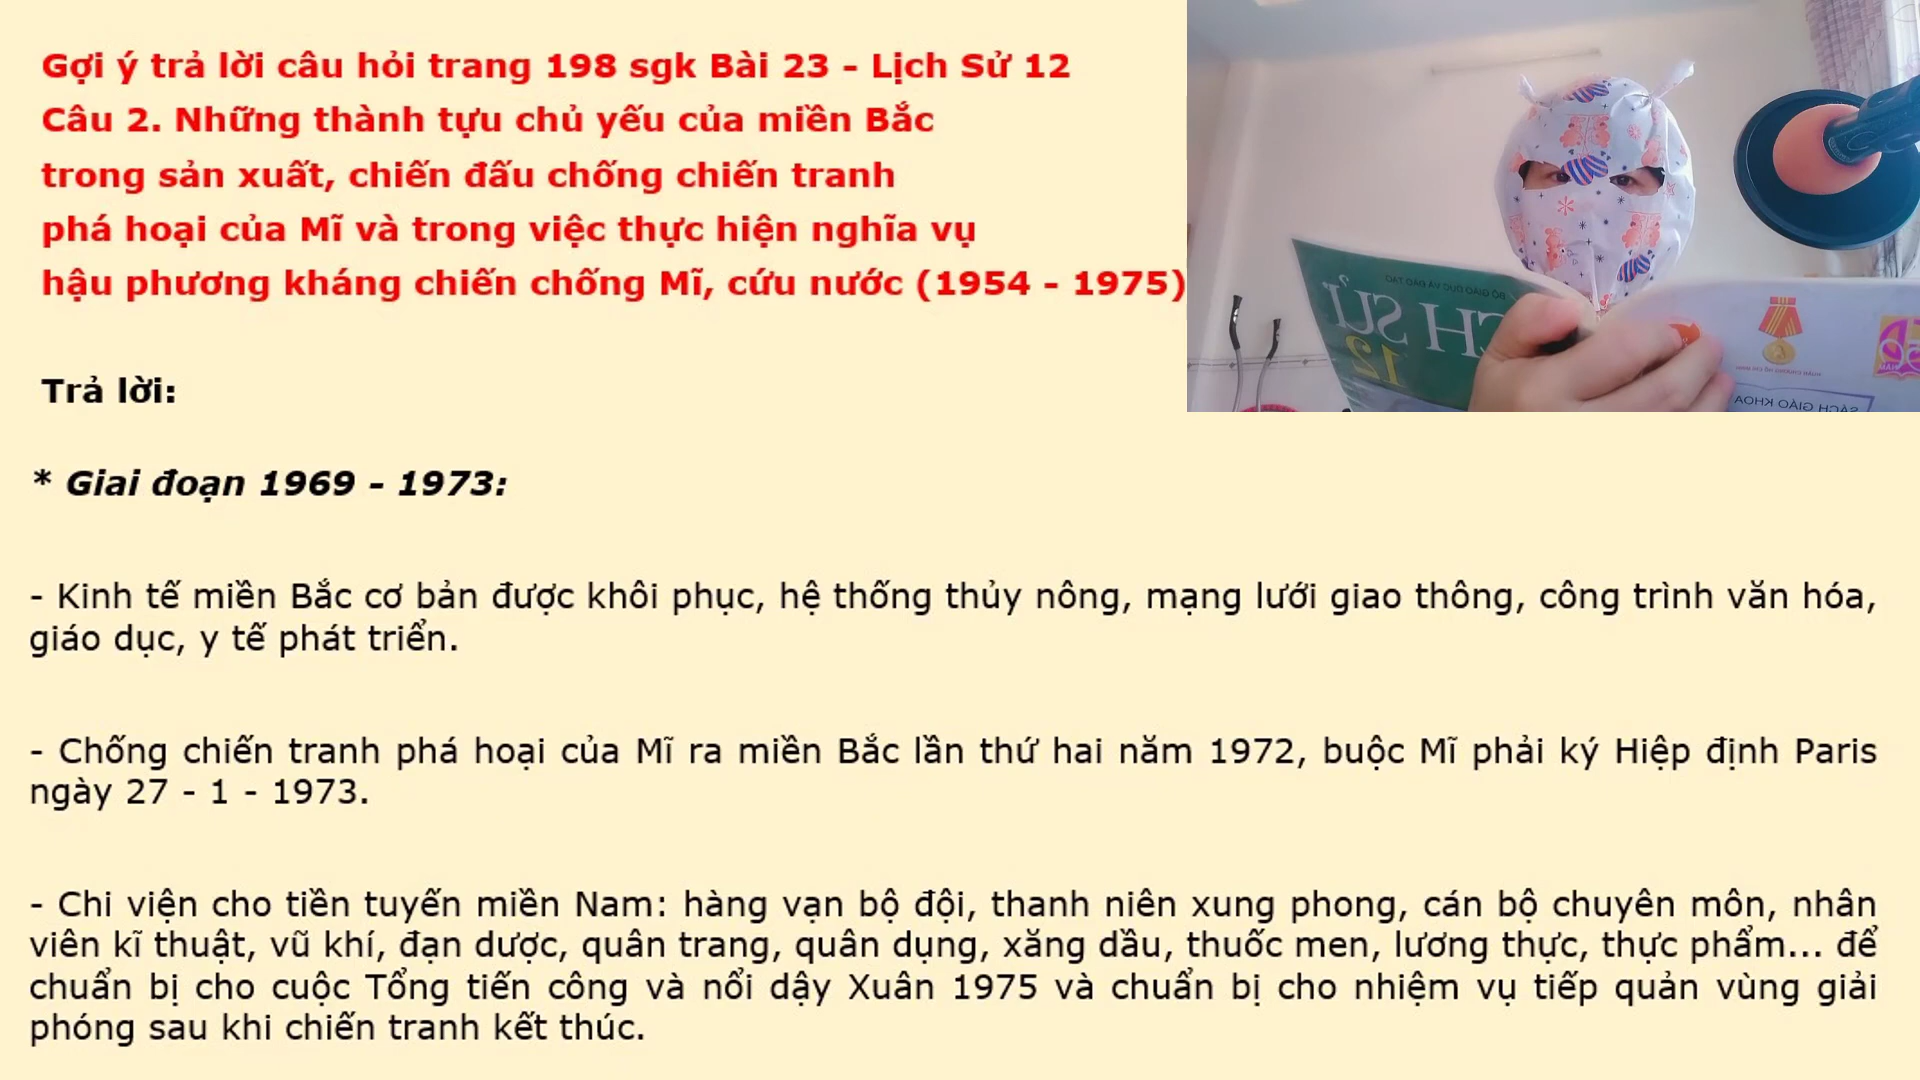 Gợi ý trả lời câu hỏi trang 198 sgk Bài 23 - Lịch Sử 12
Câu 2. Những thành tựu chủ yếu của miền Bắc
trong sản xuất, chiến đấu chống chiến tranh
phá hoại của Mĩ và trong việc thực hiện nghĩa vụ
hậu phương kháng chiến chống Mĩ, cứu nước (1954 - 1975)
BỘ GIÁO DỤC VÀ ĐÀO TẠO
CH SỬ
12
SÁCH GIÁO KHOA
Trả lời:
* Giai đoạn 1969 - 1973:
- Kinh tế miền Bắc cơ bản được khôi phục, hệ thống thủy nông, mạng lưới giao thông, công trình văn hóa,
giáo dục, y tế phát triển.
- Chống chiến tranh phá hoại của Mĩ ra miền Bắc lần thứ hai năm 1972, buộc Mĩ phải ký Hiệp định Paris
ngày 27 - 1 - 1973.
- Chi viện cho tiền tuyến miền Nam: hàng vạn bộ đội, thanh niên xung phong, cán bộ chuyên môn, nhân
viên kĩ thuật, vũ khí, đạn dược, quân trang, quân dụng, xăng dầu, thuốc men, lương thực, thực phẩm... để
chuẩn bị cho cuộc Tổng tiến công và nổi dậy Xuân 1975 và chuẩn bị cho nhiệm vụ tiếp quản vùng giải
phóng sau khi chiến tranh kết thúc.